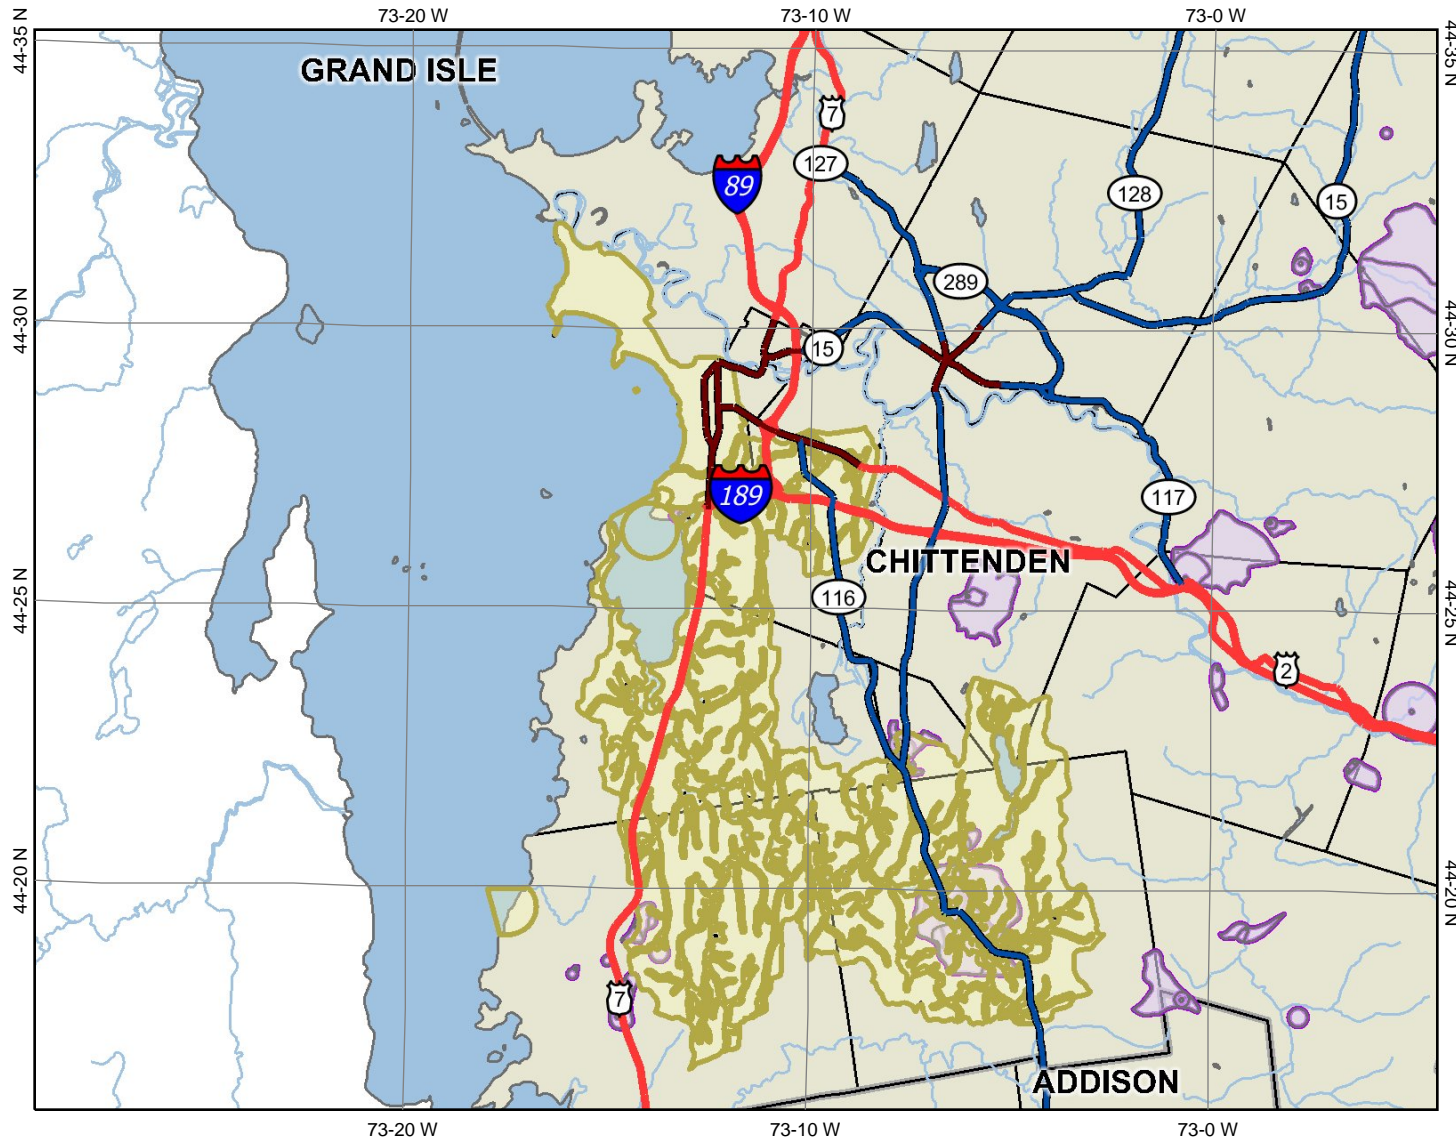 73-20 W
73-10 W
73-0 W
44-35 N
44-35 N
GRAND ISLE
7
127
89
128
15
289
44-30 N
44-30 N
15
189
117
CHITTENDEN
116
44-25 N
44-25 N
2
44-20 N
44-20 N
7
ADDISON
73-20 W
73-10 W
73-0 W